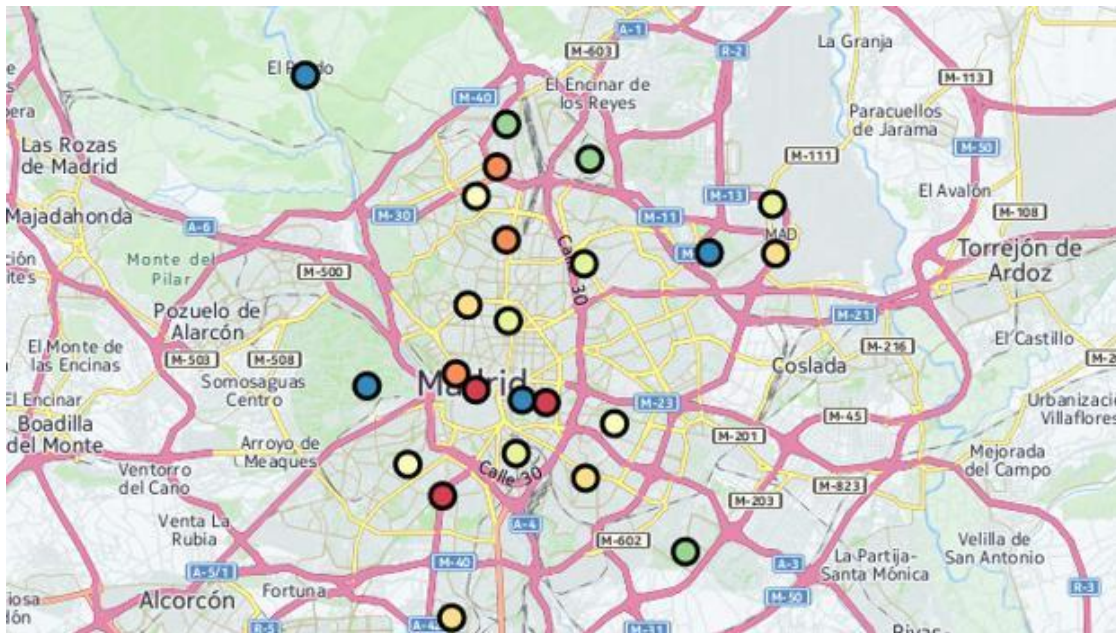 A-1
M-603
R-2
La Granja
El Pardo
El Encinar de
los Reyes
M-113
M-40
Paracuellos
de Jarama
Las Rozas
de Madrid
M-50
M-111
El Avalón
M-13
Majadahonda
M-30
M-11
M-108
A-6
MAD
Torrejón de
Ardoz
Monte del
Pilar
M-500
Calle 30
Pozuelo de
Alarcón
M-21
El Castillo
El Monte de
las Encinas
M-503
M-508
M-216
Coslada
Somosaguas
Centro
Madrid
El Encinar
Boadilla
del Monte
M-23
M-45
Villaflores
M-201
Arroyo de
Meaques
Mejorada
del Campo
Ventorro
del Cano
Calle 30
M-823
M-203
Venta La
Rubia
A-4
M-602
Velilla de
San Antonio
La Partija-
Santa Mónica
M-40
A-3
A-5/1
Fortuna
R-3
Alcorcón
M-50
R-5
M-31